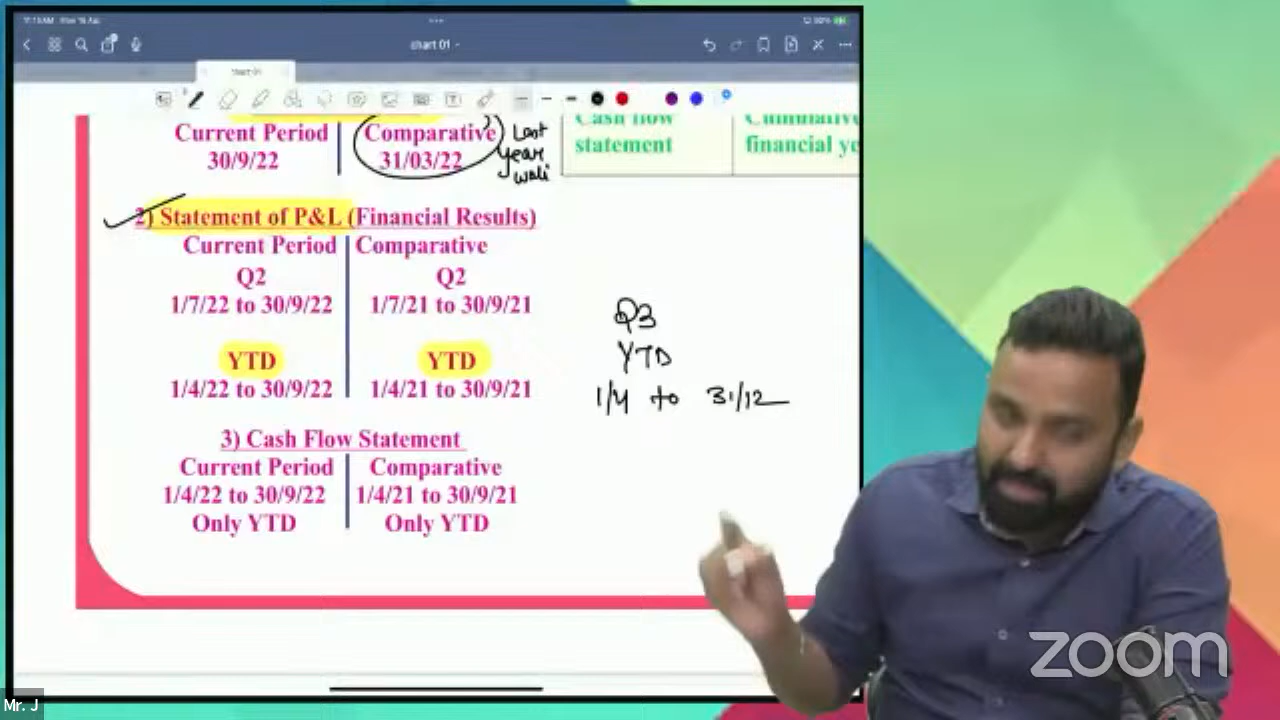 chart 01
chart 01
Current Period
30/9/22
Comparative
31/03/22
Last
year
wali
Cash flow
statement
Cumulative
financial ye
2) Statement of P&L (Financial Results)
Current Period
Comparative
Q2
Q2
1/7/22 to 30/9/22
1/7/21 to 30/9/21
YTD
YTD
1/4/22 to 30/9/22
1/4/21 to 30/9/21
Q3
YTD
1/4 to 31/12
3) Cash Flow Statement
Current Period
Comparative
1/4/22 to 30/9/22
1/4/21 to 30/9/21
Only YTD
Only YTD
zoom
Mr. J